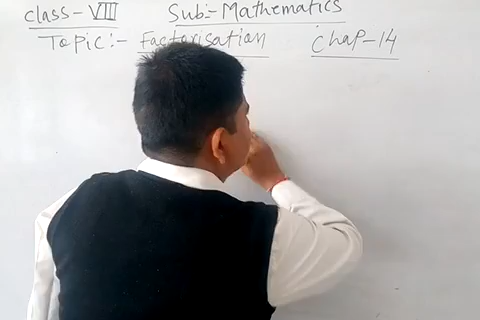 Class - VIII Sub:- Mathematics
Topic:- Factorisation Chap-14